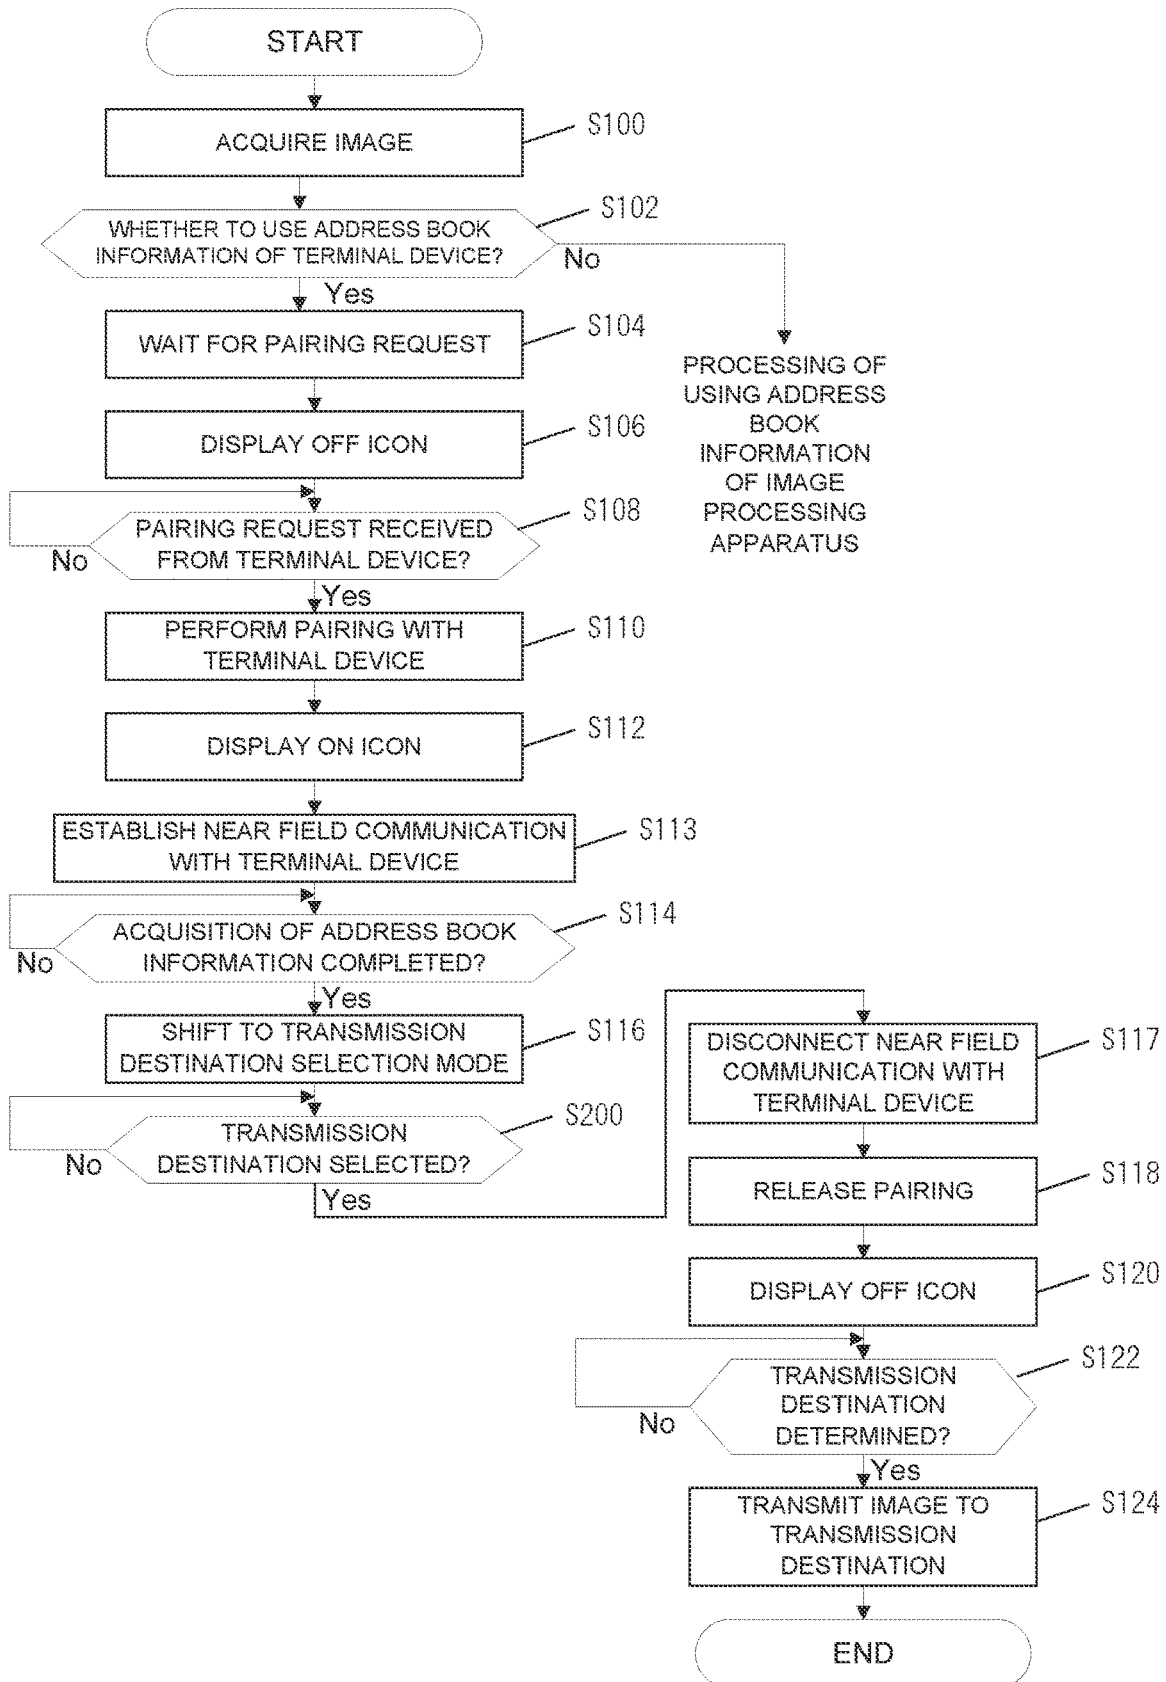 START
ACQUIRE IMAGE
S100
WHETHER TO USE ADDRESS BOOK
INFORMATION OF TERMINAL DEVICE?
S102
No
Yes
WAIT FOR PAIRING REQUEST
S104
PROCESSING OF
USING ADDRESS
BOOK
INFORMATION
OF IMAGE
PROCESSING
APPARATUS
DISPLAY OFF ICON
S106
PAIRING REQUEST RECEIVED
FROM TERMINAL DEVICE?
S108
No
Yes
PERFORM PAIRING WITH
TERMINAL DEVICE
S110
DISPLAY ON ICON
S112
ESTABLISH NEAR FIELD COMMUNICATION
WITH TERMINAL DEVICE
S113
ACQUISITION OF ADDRESS BOOK
INFORMATION COMPLETED?
S114
No
Yes
SHIFT TO TRANSMISSION
DESTINATION SELECTION MODE
S116
TRANSMISSION
DESTINATION SELECTED?
S200
No
Yes
DISCONNECT NEAR FIELD
COMMUNICATION WITH
TERMINAL DEVICE
S117
RELEASE PAIRING
S118
DISPLAY OFF ICON
S120
TRANSMISSION
DESTINATION
DETERMINED?
S122
No
Yes
TRANSMIT IMAGE TO
TRANSMISSION
DESTINATION
S124
END